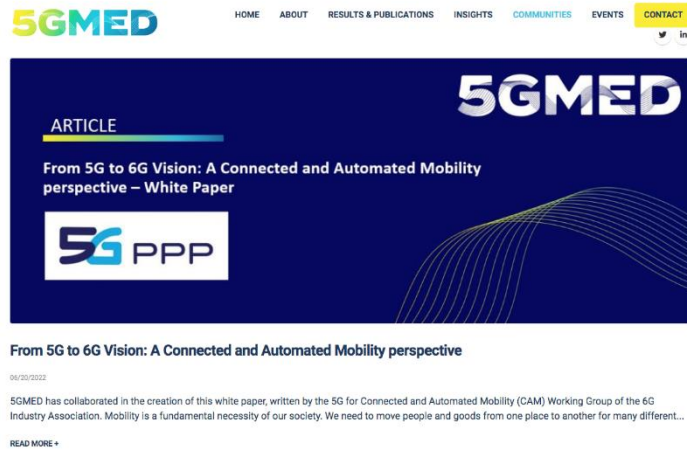 5GMED
HOME ABOUT RESULTS & PUBLICATIONS INSIGHTS COMMUNITIES EVENTS CONTACT
5GMED
ARTICLE
From 5G to 6G Vision: A Connected and Automated Mobility
perspective – White Paper
5G PPP
From 5G to 6G Vision: A Connected and Automated Mobility perspective
06/20/2022
5GMED has collaborated in the creation of this white paper, written by the 5G for Connected and Automated Mobility (CAM) Working Group of the 6G
Industry Association. Mobility is a fundamental necessity of our society. We need to move people and goods from one place to another for many different...
READ MORE +